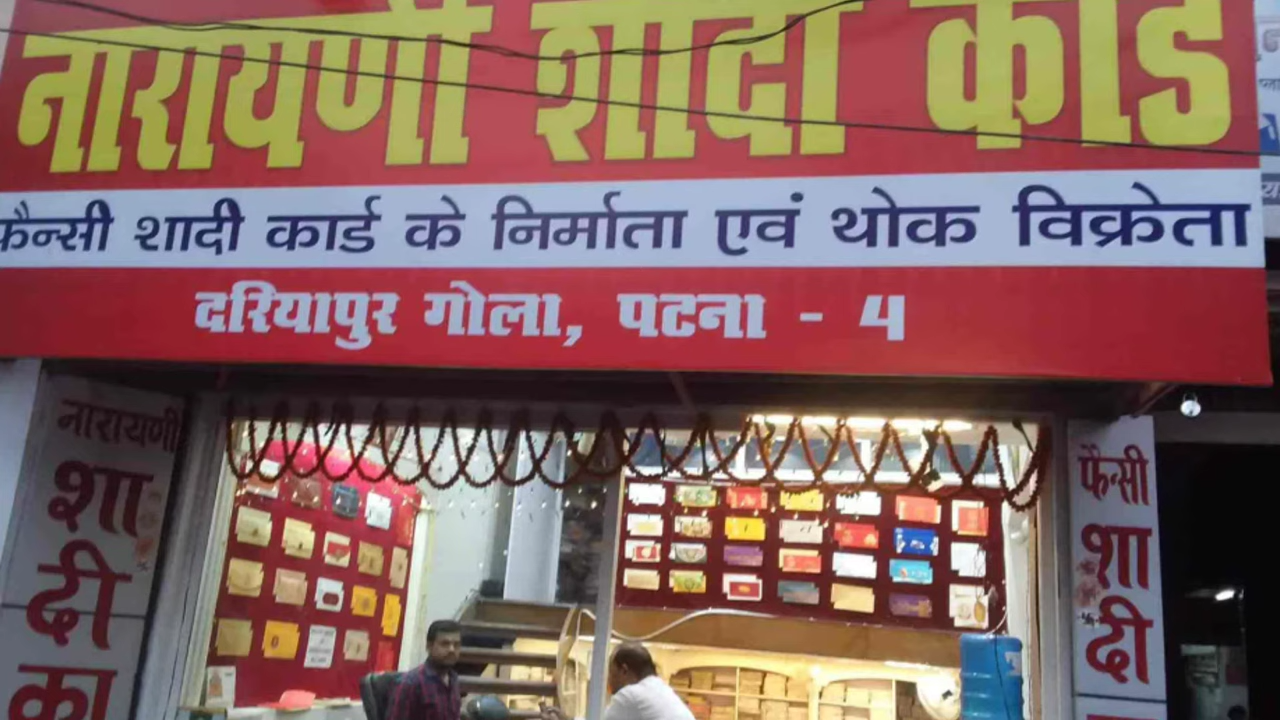 नारायणी शादी कार्ड
फैन्सी शादी कार्ड के निर्माता एवं थोक विक्रेता
दरियापुर गोला, पटना - 4
नारायणी
शा
दी
का
फैन्सी
शा
दी